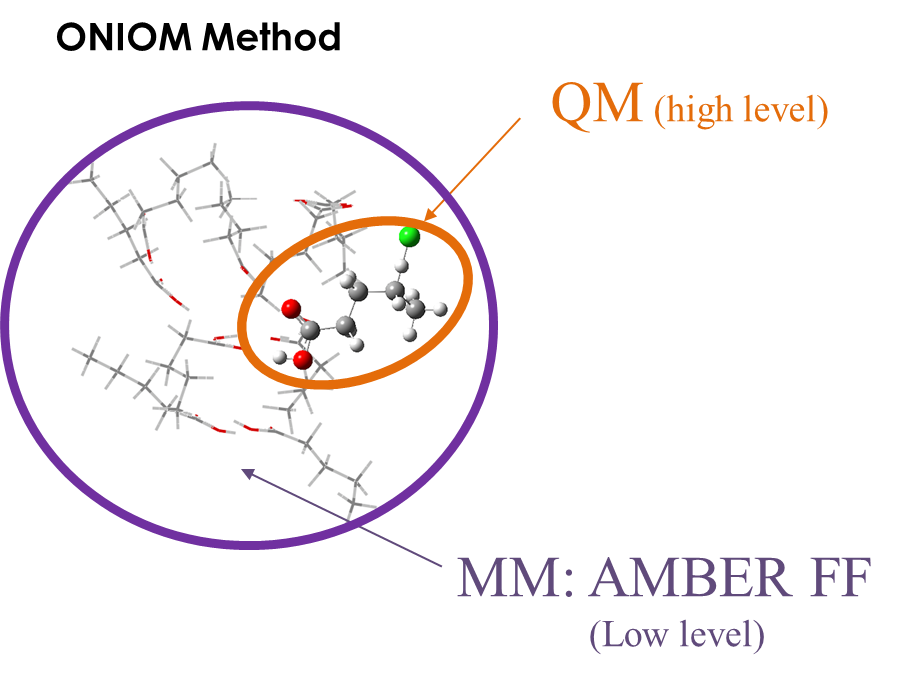 ONIOM Method
QM (high level)
MM: AMBER FF
(Low level)